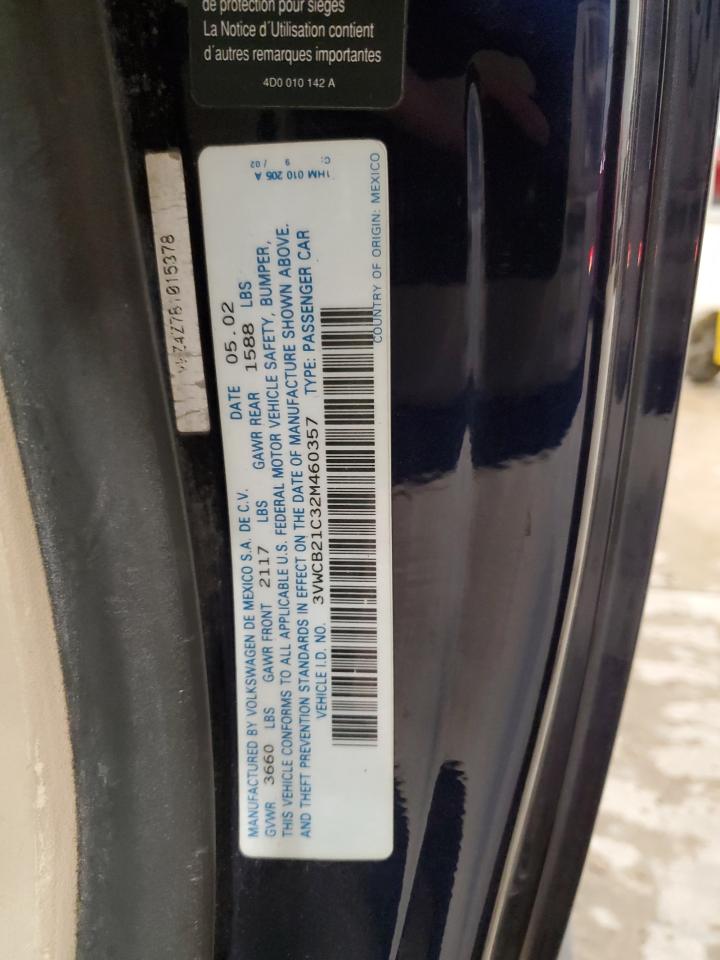 de protection pour sièges
La Notice d'Utilisation contient
d'autres remarques importantes
4D0 010 142 A
MANUFACTURED BY VOLKSWAGEN DE MEXICO S.A. DE C.V. DATE 05.02
GVWR 3660 LBS GAWR FRONT 2117 LBS GAWR REAR 1588 LBS
THIS VEHICLE CONFORMS TO ALL APPLICABLE U.S. FEDERAL MOTOR VEHICLE SAFETY, BUMPER,
AND THEFT PREVENTION STANDARDS IN EFFECT ON THE DATE OF MANUFACTURE SHOWN ABOVE.
VEHICLE I.D. NO. 3VWCB21C32M460357 TYPE: PASSENGER CAR
COUNTRY OF ORIGIN: MEXICO
1HM 010 205 A
9 / 02
C: